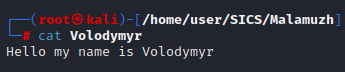 ┌──(root㉿kali)-[/home/user/SICS/Malamuzh]
└─# cat Volodymyr
Hello my name is Volodymyr